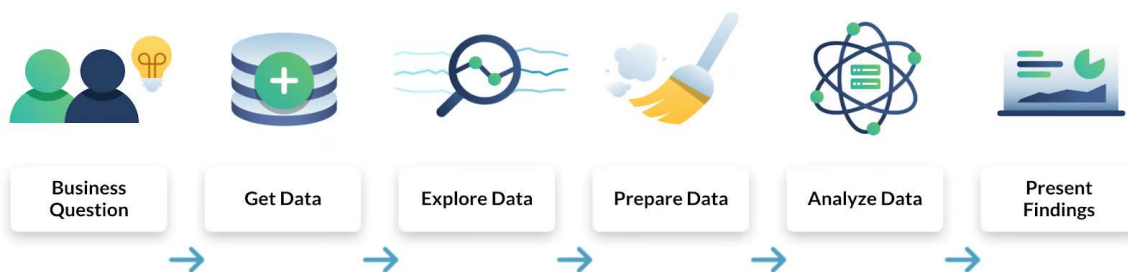 Business
Question
Get Data
Explore Data
Prepare Data
Analyze Data
Present
Findings